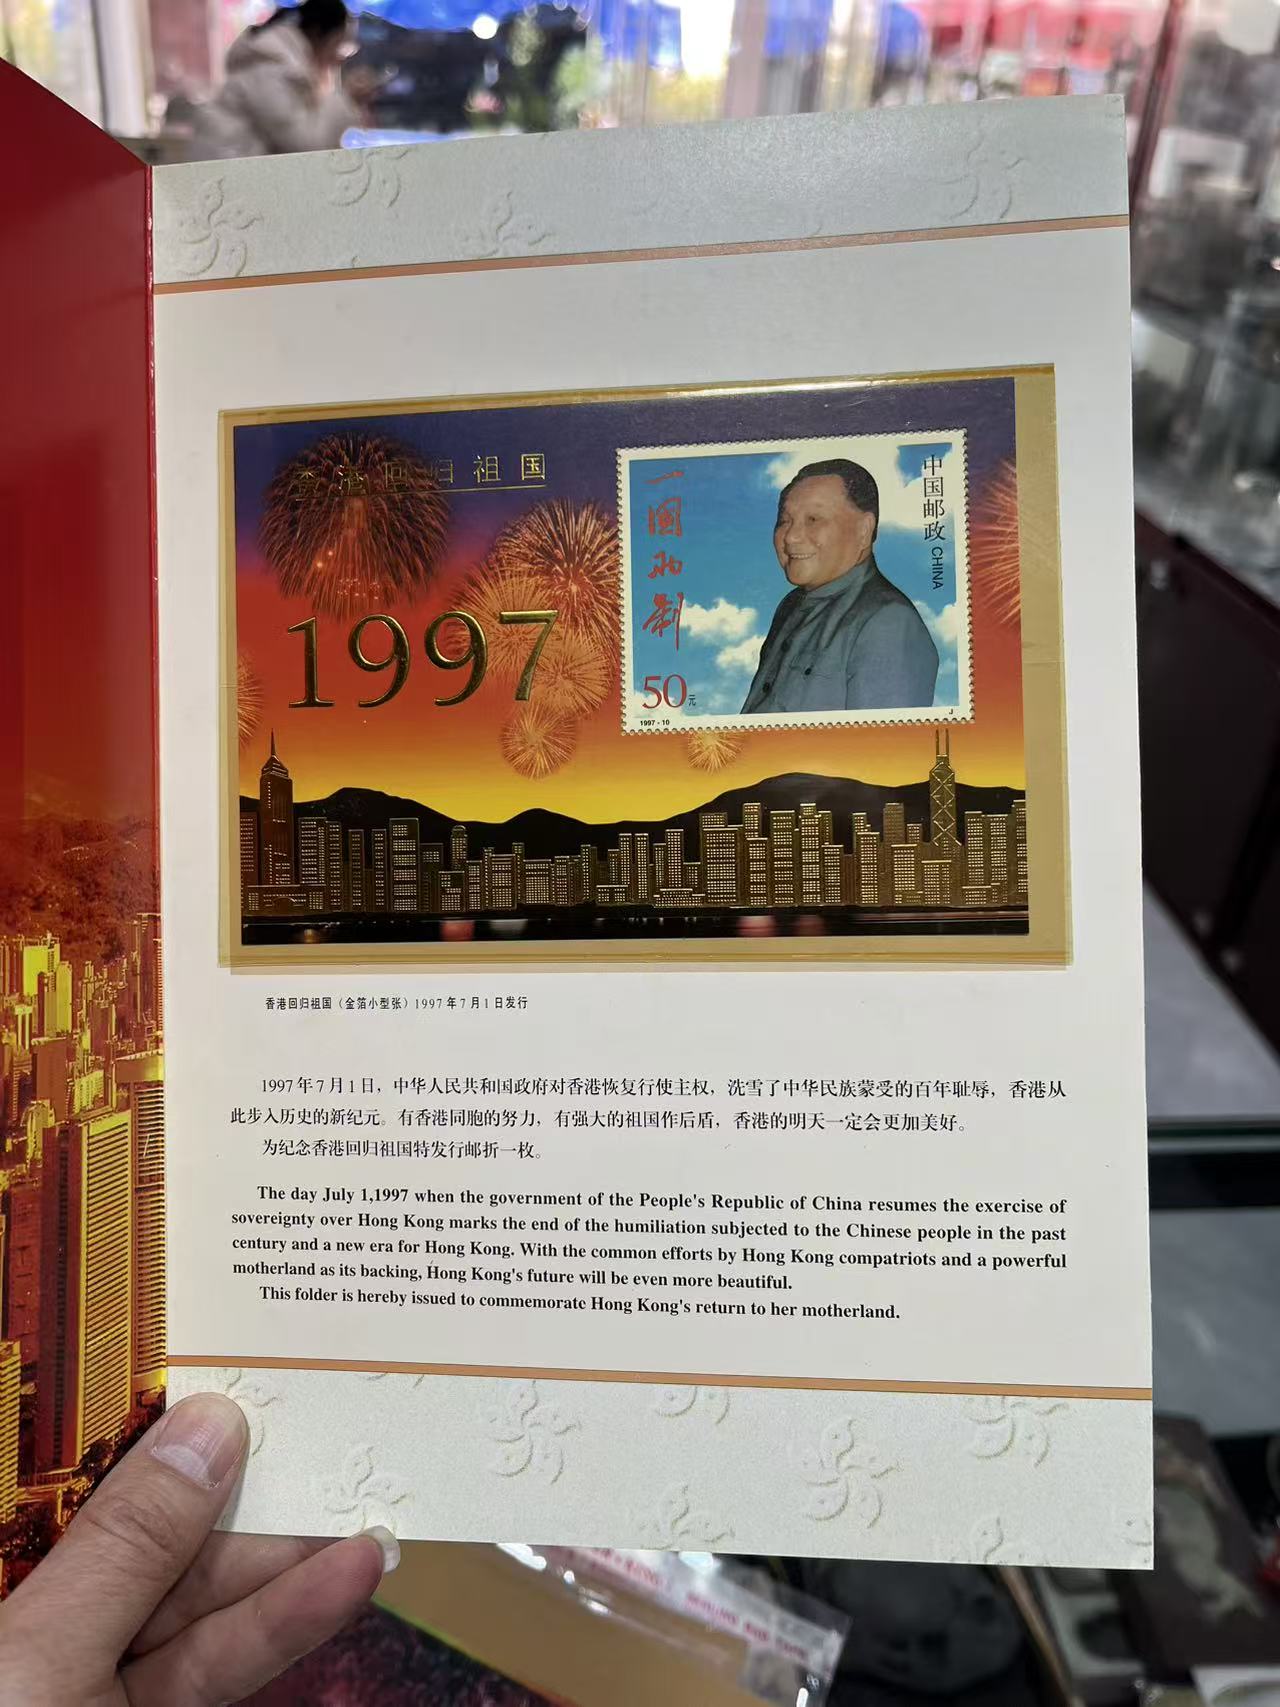 香港回归祖国
1997
一國兩制
中国邮政 CHINA
50元
1997-10
J
香港回归祖国（金箔小型张）1997年7月1日发行
1997年7月1日，中华人民共和国政府对香港恢复行使主权，洗雪了中华民族蒙受的百年耻辱，香港从
此步入历史的新纪元。有香港同胞的努力，有强大的祖国作后盾，香港的明天一定会更加美好。
为纪念香港回归祖国特发行邮折一枚。
The day July 1,1997 when the government of the People's Republic of China resumes the exercise of
sovereignty over Hong Kong marks the end of the humiliation subjected to the Chinese people in the past
century and a new era for Hong Kong. With the common efforts by Hong Kong compatriots and a powerful
motherland as its backing, Hong Kong's future will be even more beautiful.
This folder is hereby issued to commemorate Hong Kong's return to her motherland.